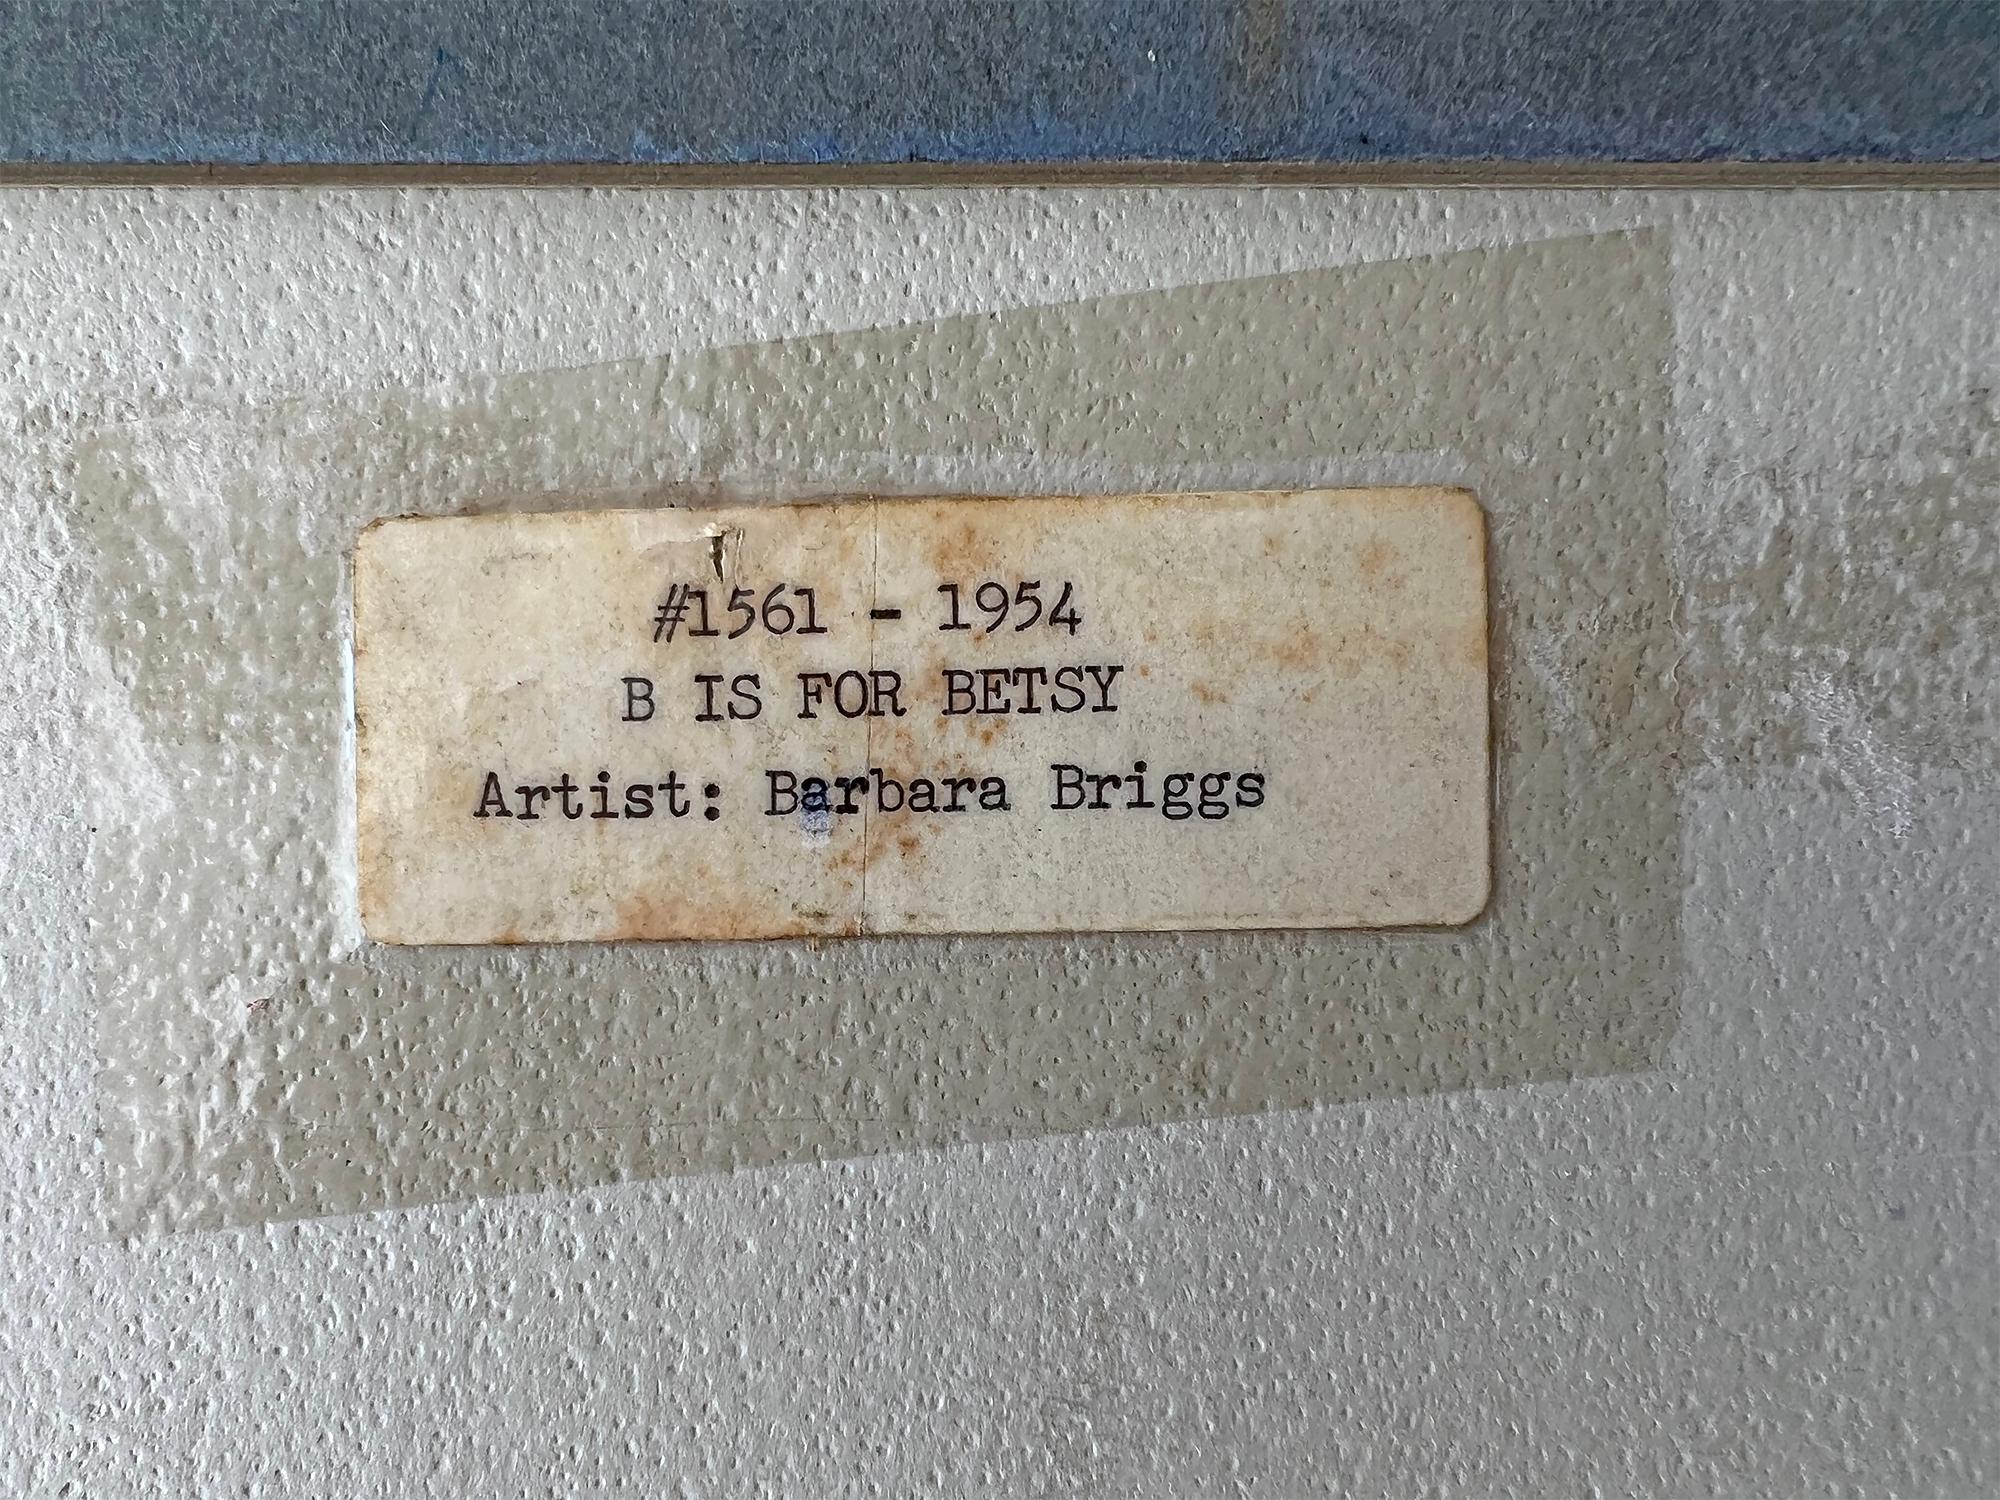 #1561 - 1954
B IS FOR BETSY
Artist: Barbara Briggs